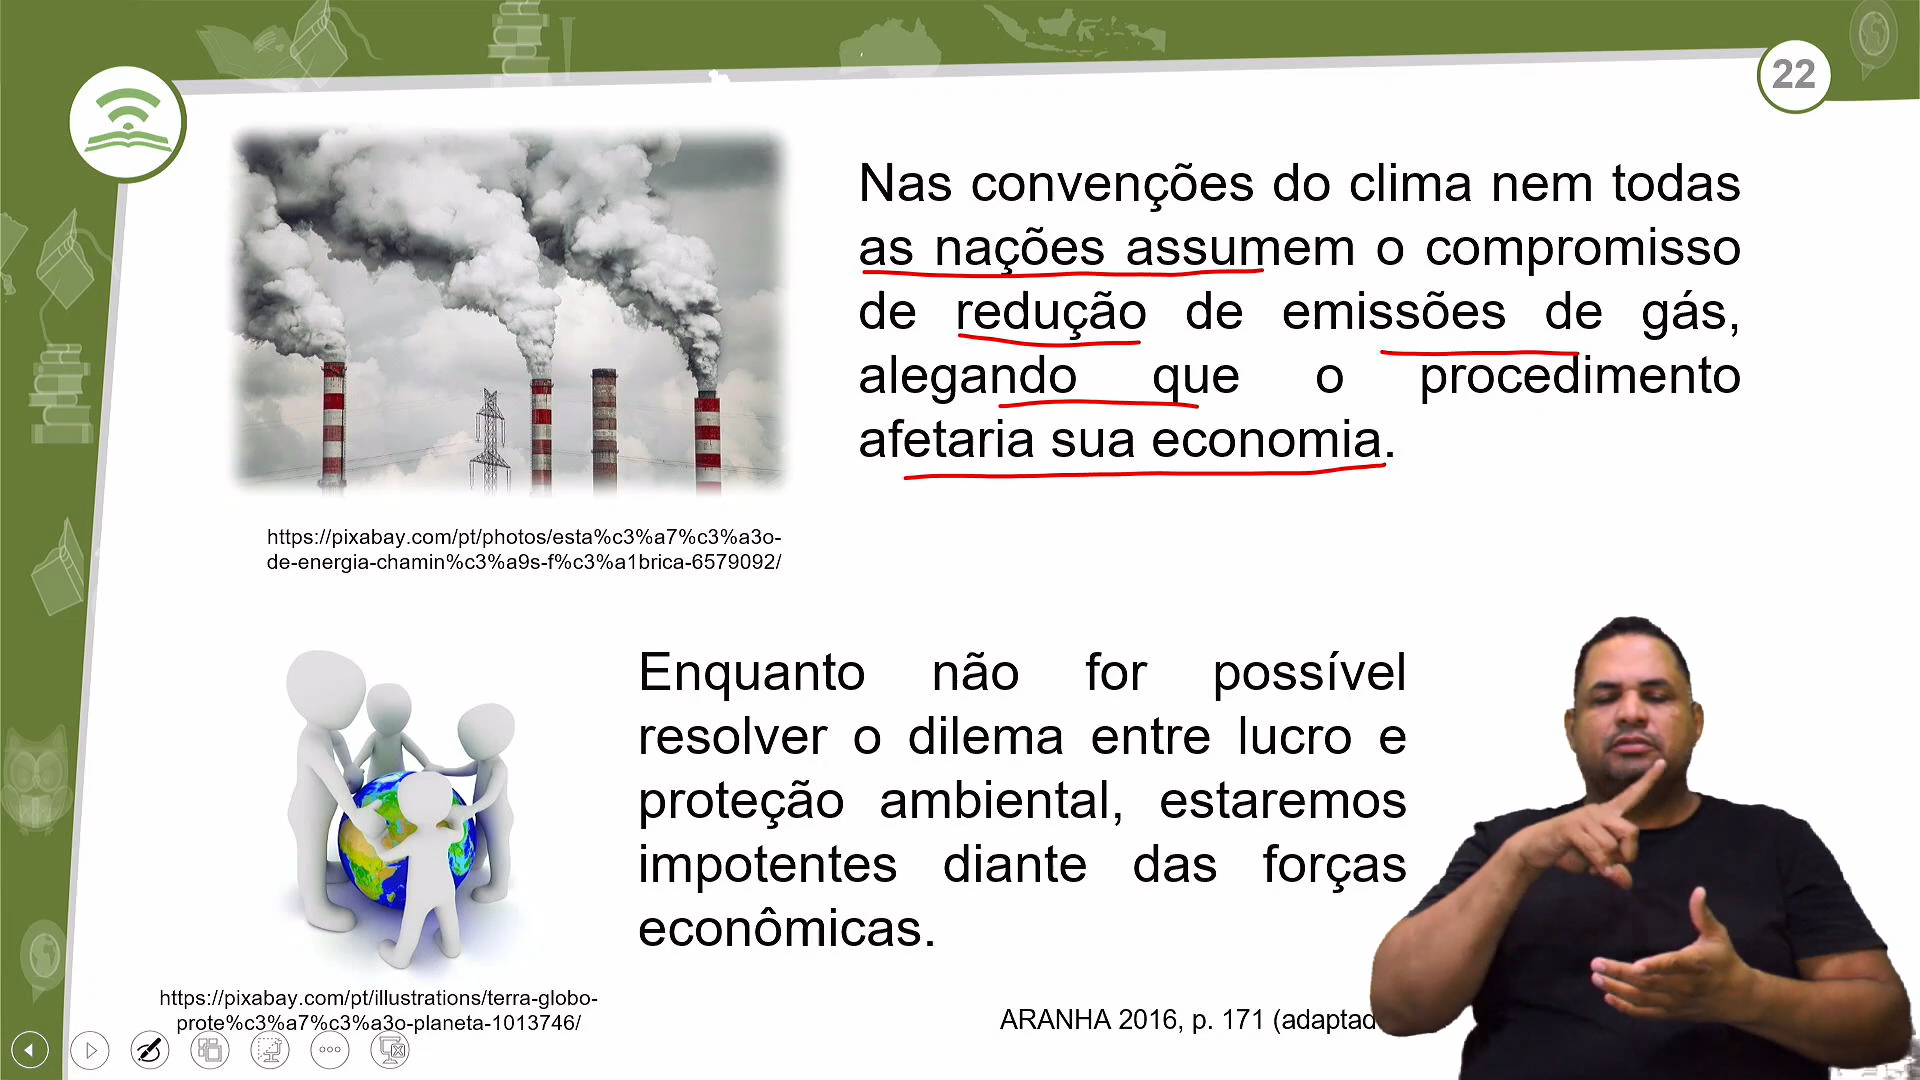 22
Nas convenções do clima nem todas
as nações assumem o compromisso
de redução de emissões de gás,
alegando que o procedimento
afetaria sua economia.
https://pixabay.com/pt/photos/esta%c3%a7%c3%a3o-
de-energia-chamin%c3%a9s-f%c3%a1brica-6579092/
Enquanto não for possível
resolver o dilema entre lucro e
proteção ambiental, estaremos
impotentes diante das forças
econômicas.
https://pixabay.com/pt/illustrations/terra-globo-
prote%c3%a7%c3%a3o-planeta-1013746/
ARANHA 2016, p. 171 (adaptad